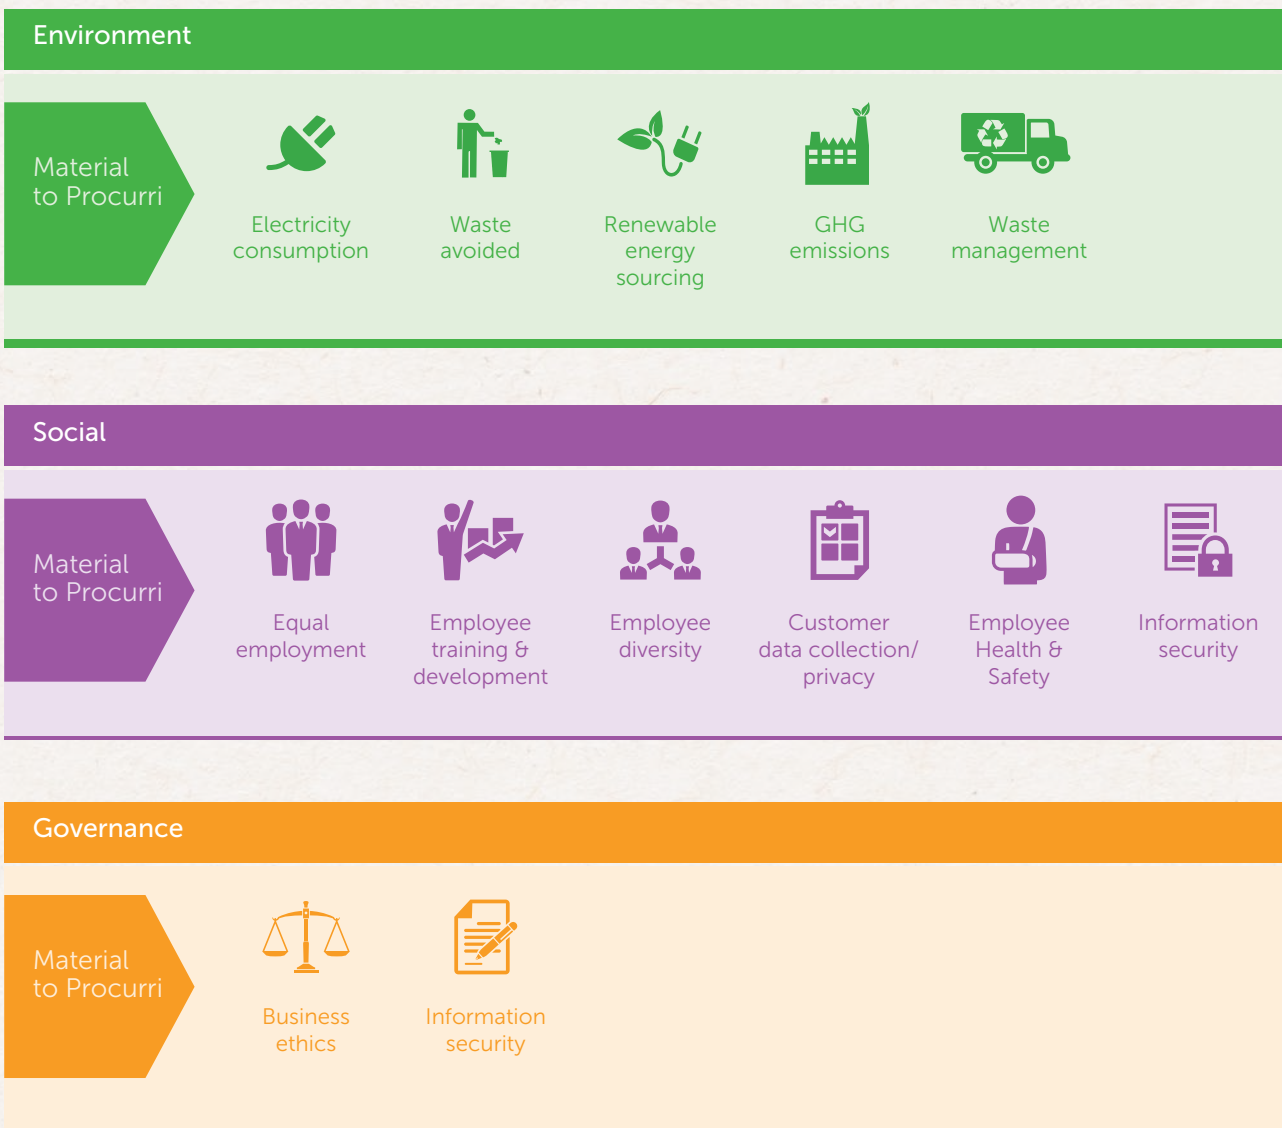 Environment
Material
to Procurri
Electricity
consumption
Waste
avoided
Renewable
energy
sourcing
GHG
emissions
Waste
management
Social
Material
to Procurri
Equal
employment
Employee
training &
development
Employee
diversity
Customer
data collection/
privacy
Employee
Health &
Safety
Information
security
Governance
Material
to Procurri
Business
ethics
Information
security